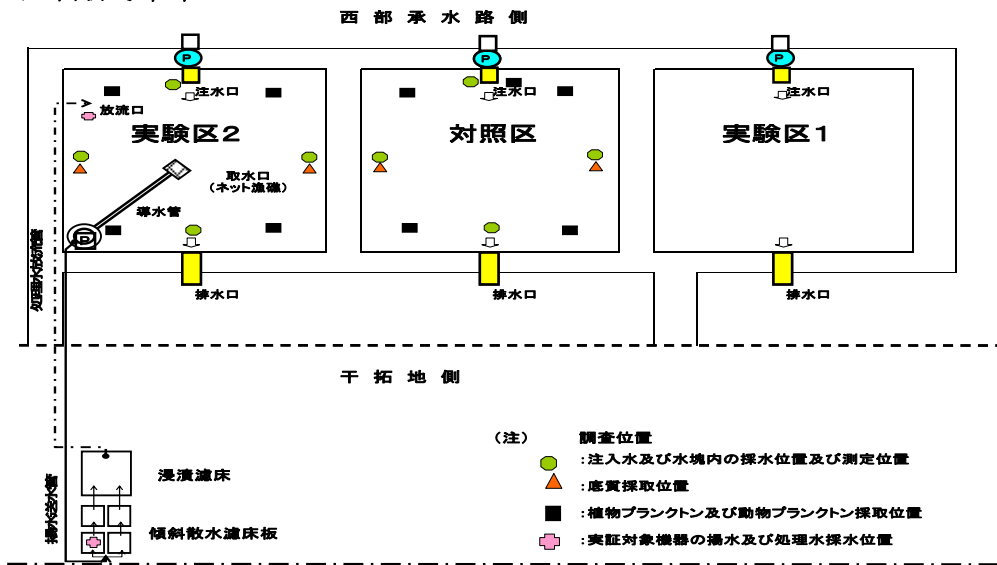 西部承水路側
P
P
P
注水口
注水口
注水口
放流口
実験区2
対照区
実験区1
取水口
(ネット漁礁)
導水管
P
処理水放流管
排水口
排水口
排水口
干拓地側
(注) 調査位置
:注入水及び水塊内の採水位置及び測定位置
:底質採取位置
:植物プランクトン及び動物プランクトン採取位置
:実証対象機器の揚水及び処理水採水位置
浸漬濾床
揚水送水管
傾斜散水濾床板